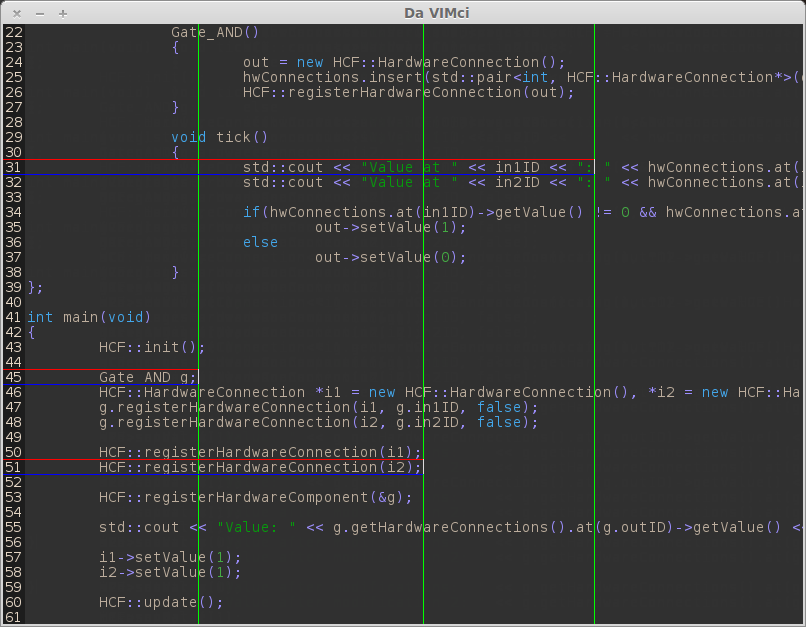 Da VIMci
22 Gate_AND()
23 {
24 out = new HCF::HardwareConnection();
25 hwConnections.insert(std::pair<int, HCF::HardwareConnection*>(
26 HCF::registerHardwareConnection(out);
27 }
28
29 void tick()
30 {
31 std::cout << "Value at " << in1ID << ": " << hwConnections.at(
32 std::cout << "Value at " << in2ID << ": " << hwConnections.at(
33
34 if(hwConnections.at(in1ID)->getValue() != 0 && hwConnections.at
35 out->setValue(1);
36 else
37 out->setValue(0);
38 }
39 };
40
41 int main(void)
42 {
43 HCF::init();
44
45 Gate_AND g;
46 HCF::HardwareConnection *i1 = new HCF::HardwareConnection(), *i2 = new HCF::Ha
47 g.registerHardwareConnection(i1, g.in1ID, false);
48 g.registerHardwareConnection(i2, g.in2ID, false);
49
50 HCF::registerHardwareConnection(i1);
51 HCF::registerHardwareConnection(i2);
52
53 HCF::registerHardwareComponent(&g);
54
55 std::cout << "Value: " << g.getHardwareConnections().at(g.outID)->getValue() <
56
57 i1->setValue(1);
58 i2->setValue(1);
59
60 HCF::update();
61